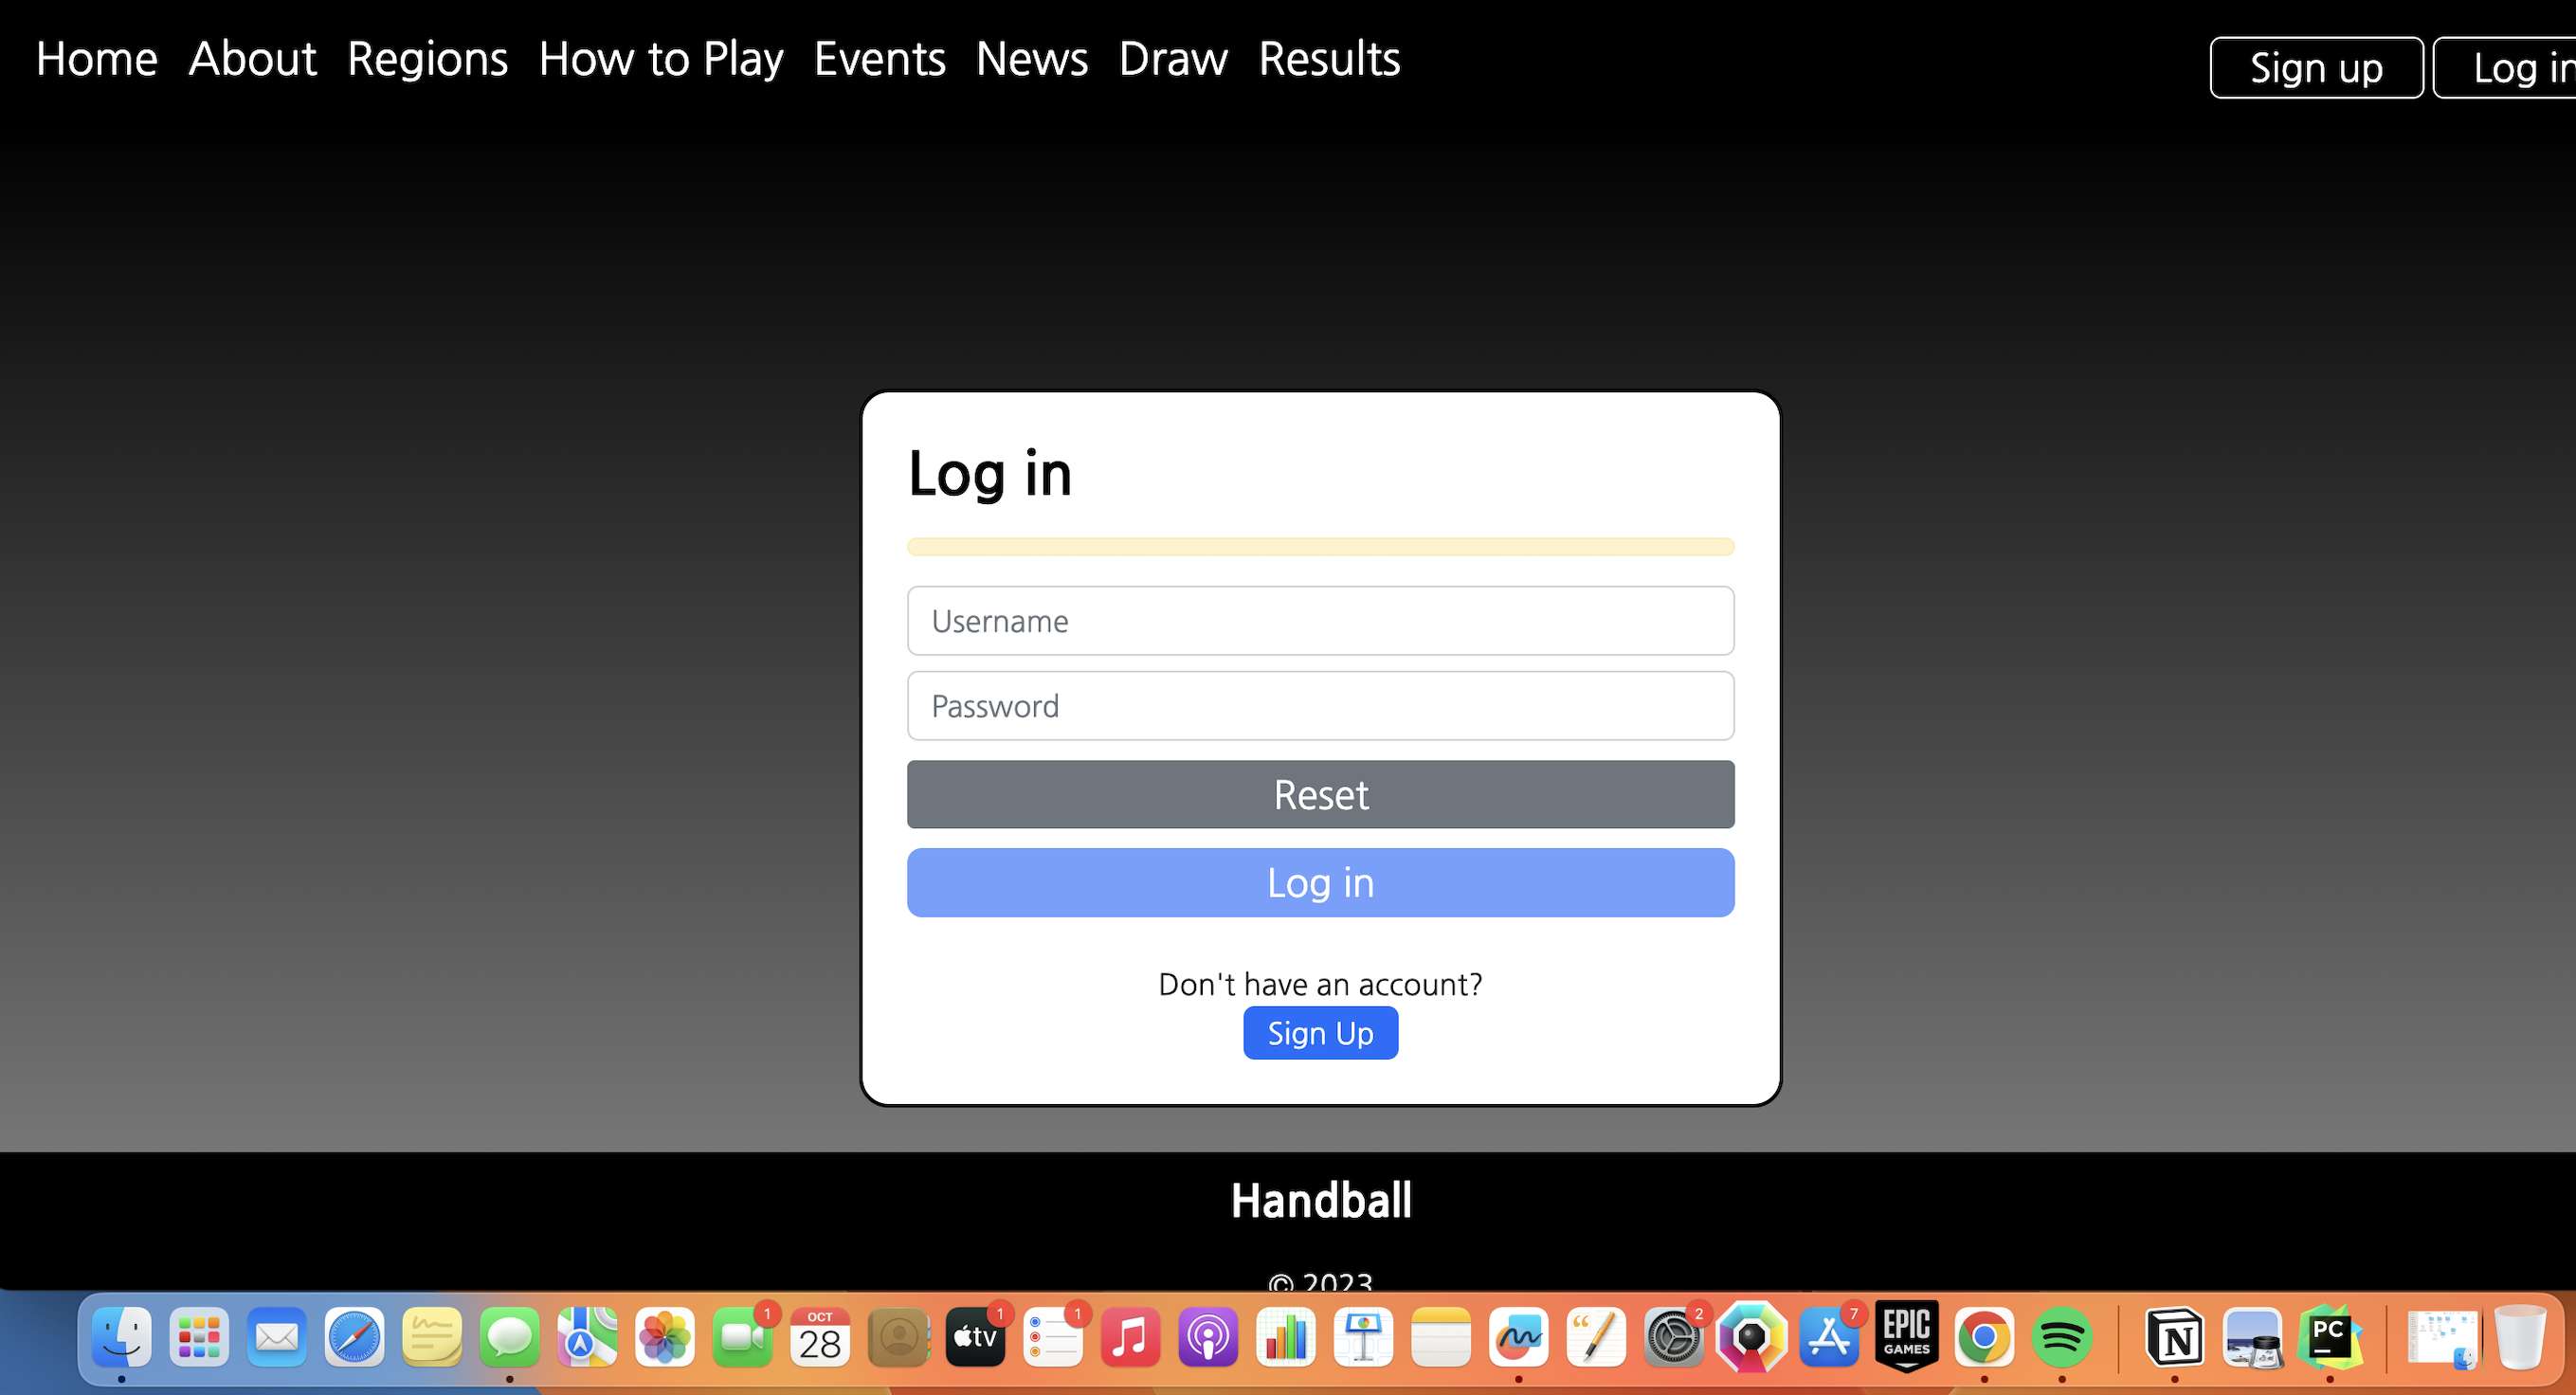 Home About Regions How to Play Events News Draw Results Sign up Log in
Log in
Username
Password
Reset
Log in
Don't have an account?
Sign Up
Handball
© 2023
1 OCT 1 1 2 7
28 tv EPIC GAMES N PC